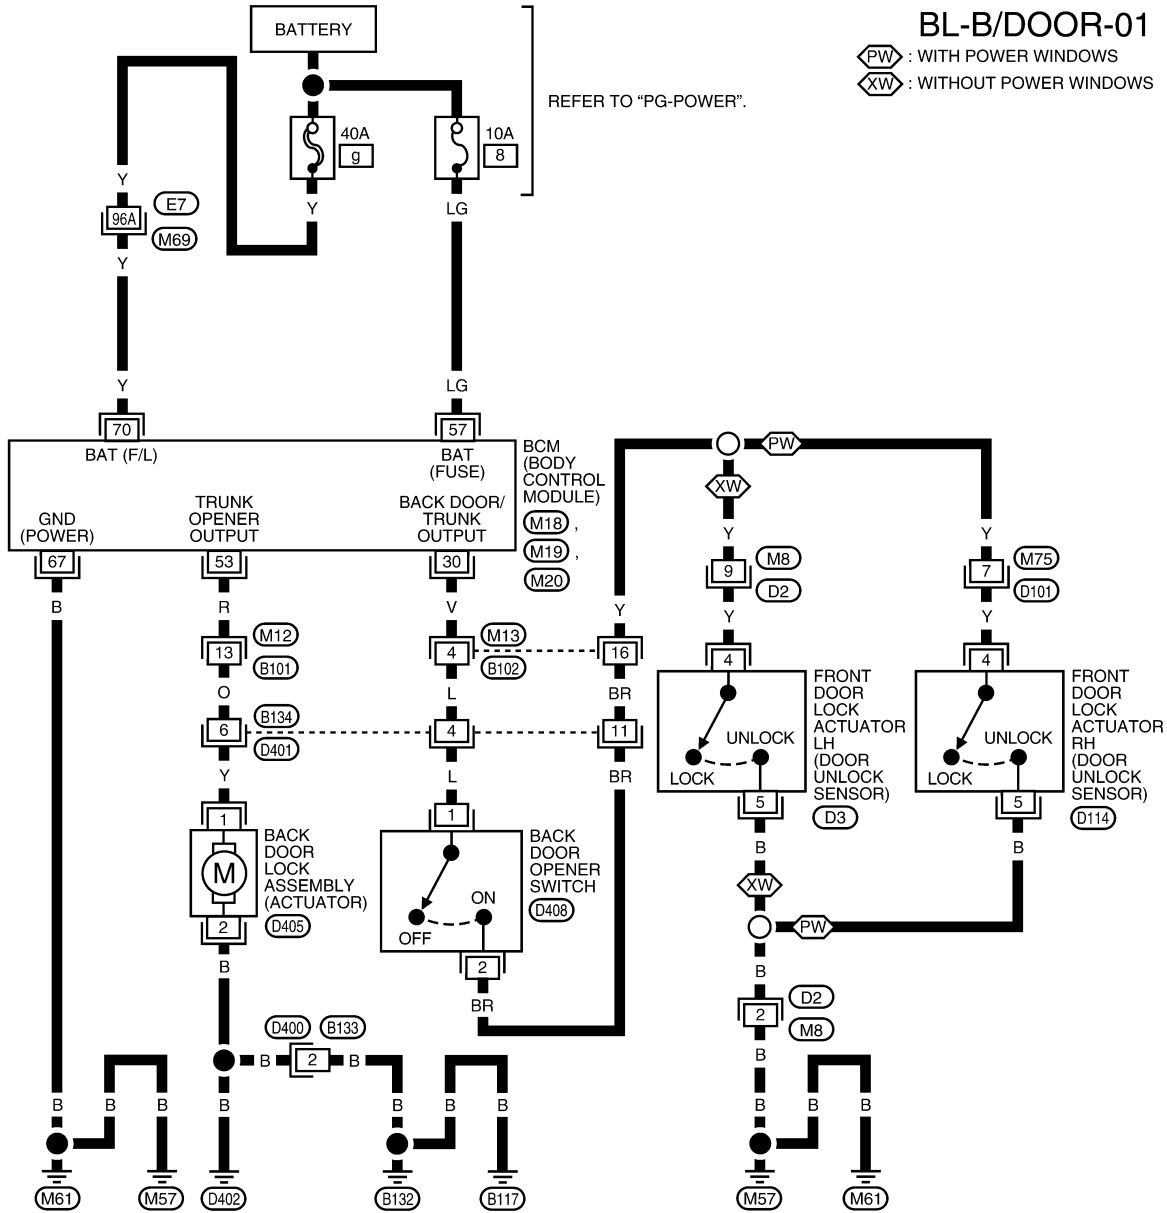 BL-B/DOOR-01
PW : WITH POWER WINDOWS
XW : WITHOUT POWER WINDOWS
BATTERY
REFER TO “PG-POWER”.
40A
g
10A
8
Y
Y
LG
96A
E7
M69
Y
Y
LG
70
57
BAT (F/L)
BAT
(FUSE)
BCM
(BODY
CONTROL
MODULE)
M18 ,
M19 ,
M20
GND
(POWER)
TRUNK
OPENER
OUTPUT
BACK DOOR/
TRUNK
OUTPUT
67
53
30
B
R
V
Y
PW
XW
Y
Y
9
M8
D2
7
M75
D101
Y
Y
13
M12
B101
4
M13
B102
16
O
L
BR
6
B134
D401
4
11
Y
L
BR
4
4
UNLOCK
LOCK
5
FRONT
DOOR
LOCK
ACTUATOR
LH
(DOOR
UNLOCK
SENSOR)
D3
UNLOCK
LOCK
5
FRONT
DOOR
LOCK
ACTUATOR
RH
(DOOR
UNLOCK
SENSOR)
D114
B
B
XW
PW
1
M
2
BACK
DOOR
LOCK
ASSEMBLY
(ACTUATOR)
D405
1
ON
OFF
2
BACK
DOOR
OPENER
SWITCH
D408
B
BR
B
2
D2
M8
B
D400
B133
B
2
B
B
B
B
B
B
B
B
B
B
M61
M57
D402
B132
B117
M57
M61